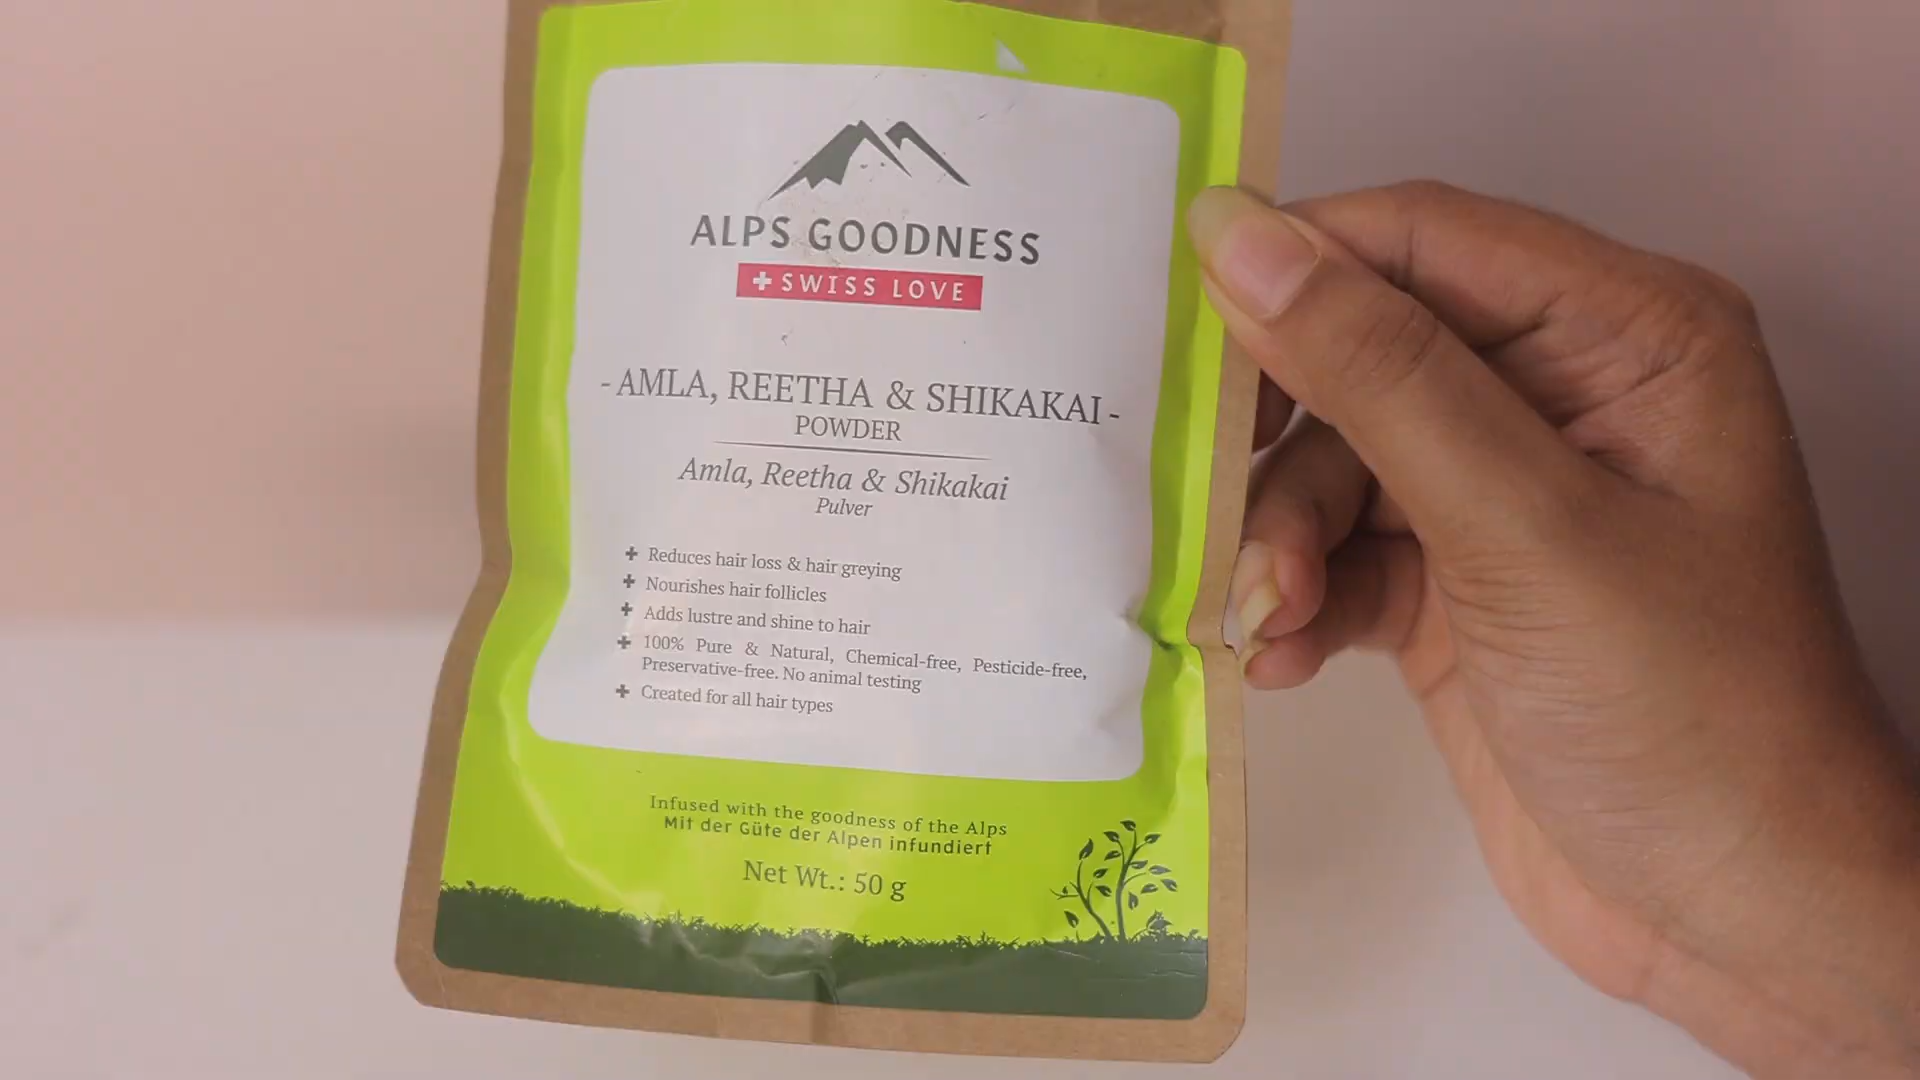 ALPS GOODNESS
SWISS LOVE
- AMLA, REETHA & SHIKAKAI -
POWDER
Amla, Reetha & Shikakai
Pulver
Reduces hair loss & hair greying
Nourishes hair follicles
Adds lustre and shine to hair
100% Pure & Natural, Chemical-free, Pesticide-free,
Preservative-free. No animal testing
Created for all hair types
Infused with the goodness of the Alps
Mit der Güte der Alpen infundiert
Net Wt.: 50 g